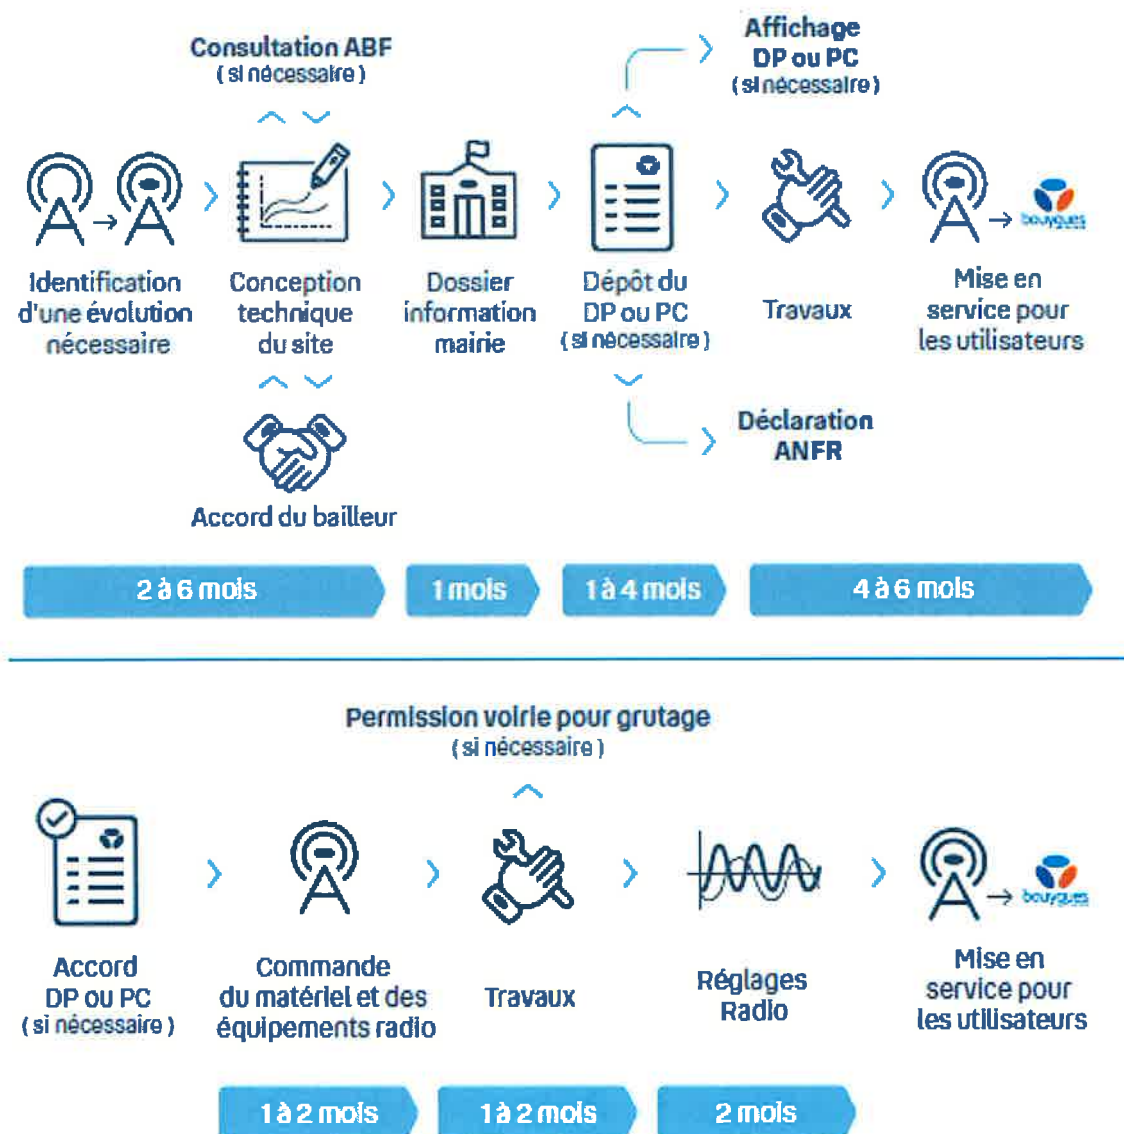 Consultation ABF
(si nécessaire)
Affichage
DP ou PC
(si nécessaire)
Identification
d'une évolution
nécessaire
Conception
technique
du site
Dossier
information
mairie
Dépôt du
DP ou PC
(si nécessaire)
Travaux
bouygues
Mise en
service pour
les utilisateurs
Accord du bailleur
Déclaration
ANFR
2 à 6 mois
1 mois
1 à 4 mois
4 à 6 mois
Permission voirie pour grutage
(si nécessaire)
Accord
DP ou PC
(si nécessaire)
Commande
du matériel et des
équipements radio
Travaux
Réglages
Radio
bouygues
Mise en
service pour
les utilisateurs
1 à 2 mois
1 à 2 mois
2 mois